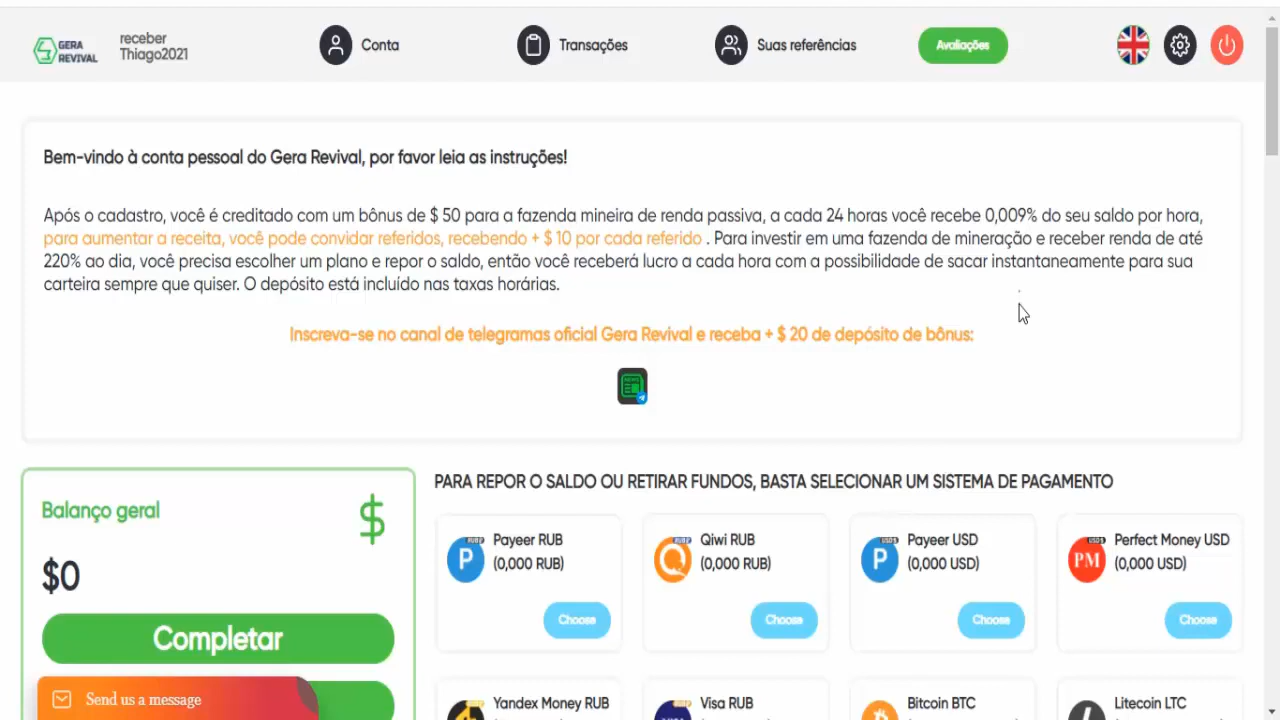 GERA
REVIVAL
receber
Thiago2021
Conta
Transações
Suas referências
Avaliações
Bem-vindo à conta pessoal do Gera Revival, por favor leia as instruções!
Após o cadastro, você é creditado com um bônus de $ 50 para a fazenda mineira de renda passiva, a cada 24 horas você recebe 0,009% do seu saldo por hora,
para aumentar a receita, você pode convidar referidos, recebendo + $ 10 por cada referido . Para investir em uma fazenda de mineração e receber renda de até
220% ao dia, você precisa escolher um plano e repor o saldo, então você receberá lucro a cada hora com a possibilidade de sacar instantaneamente para sua
carteira sempre que quiser. O depósito está incluído nas taxas horárias.
Inscreva-se no canal de telegramas oficial Gera Revival e receba + $ 20 de depósito de bônus:
Balanço geral
$
$0
Completar
Send us a message
PARA REPOR O SALDO OU RETIRAR FUNDOS, BASTA SELECIONAR UM SISTEMA DE PAGAMENTO
Payeer RUB
(0,000 RUB)
Choose
Qiwi RUB
(0,000 RUB)
Choose
Payeer USD
(0,000 USD)
Choose
PM
Perfect Money USD
(0,000 USD)
Choose
Yandex Money RUB
VISA
Visa RUB
Bitcoin BTC
Litecoin LTC